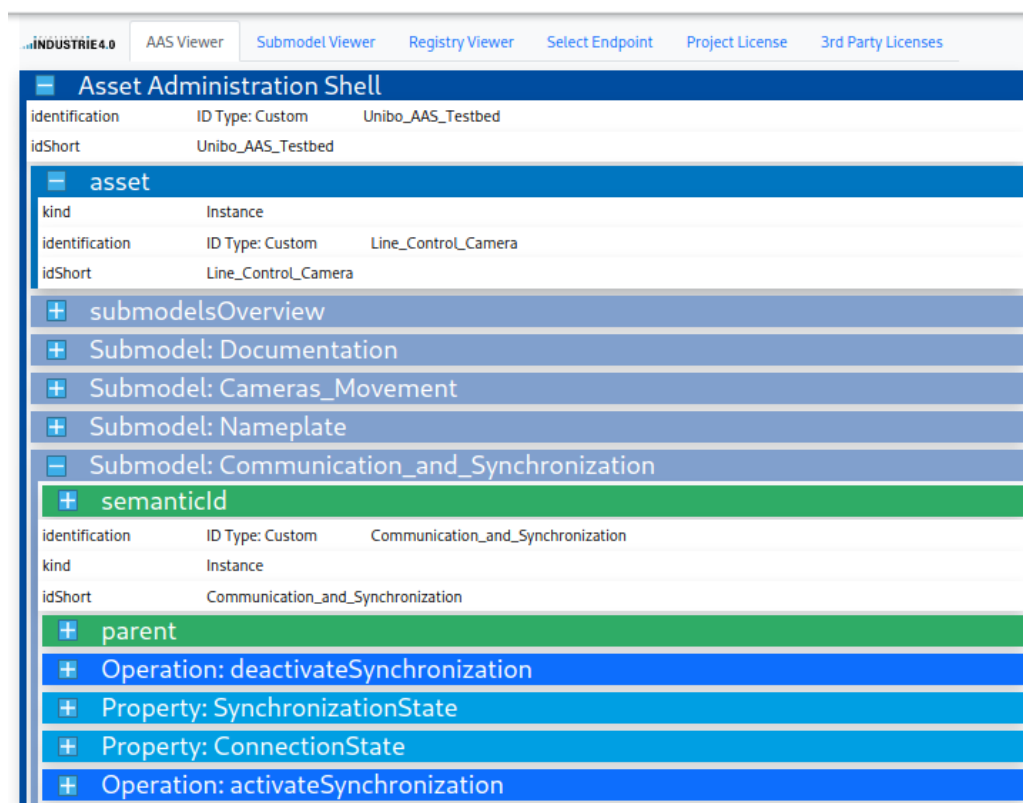 INDUSTRIE4.0 AAS Viewer Submodel Viewer Registry Viewer Select Endpoint Project License 3rd Party Licenses
Asset Administration Shell
identification ID Type: Custom Unibo_AAS_Testbed
idShort Unibo_AAS_Testbed
asset
kind Instance
identification ID Type: Custom Line_Control_Camera
idShort Line_Control_Camera
submodelsOverview
Submodel: Documentation
Submodel: Cameras_Movement
Submodel: Nameplate
Submodel: Communication_and_Synchronization
semanticId
identification ID Type: Custom Communication_and_Synchronization
kind Instance
idShort Communication_and_Synchronization
parent
Operation: deactivateSynchronization
Property: SynchronizationState
Property: ConnectionState
Operation: activateSynchronization